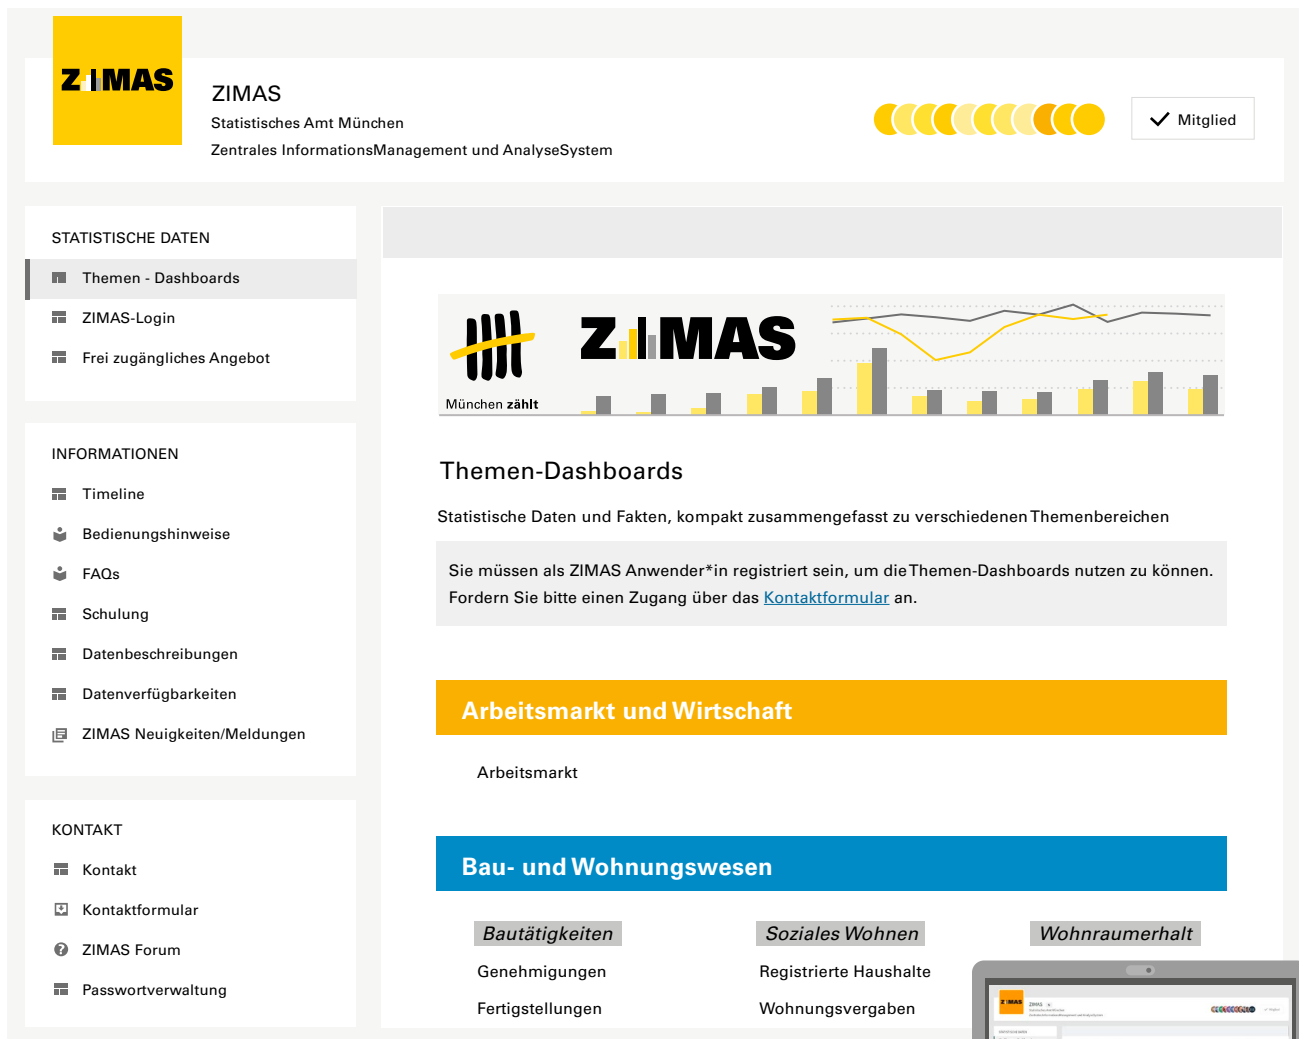 ZIMAS
ZIMAS
Statistisches Amt München
Zentrales InformationsManagement und AnalyseSystem
Mitglied
STATISTISCHE DATEN
Themen - Dashboards
ZIMAS-Login
Frei zugängliches Angebot
INFORMATIONEN
Timeline
Bedienungshinweise
FAQs
Schulung
Datenbeschreibungen
Datenverfügbarkeiten
ZIMAS Neuigkeiten/Meldungen
KONTAKT
Kontakt
Kontaktformular
ZIMAS Forum
Passwortverwaltung
ZIMAS
München zählt
Themen-Dashboards
Statistische Daten und Fakten, kompakt zusammengefasst zu verschiedenen Themenbereichen
Sie müssen als ZIMAS Anwender*in registriert sein, um die Themen-Dashboards nutzen zu können.
Fordern Sie bitte einen Zugang über das Kontaktformular an.
Arbeitsmarkt und Wirtschaft
Arbeitsmarkt
Bau- und Wohnungswesen
Bautätigkeiten
Soziales Wohnen
Wohnraumerhalt
Genehmigungen
Registrierte Haushalte
Fertigstellungen
Wohnungsvergaben
ZIMAS
ZIMAS